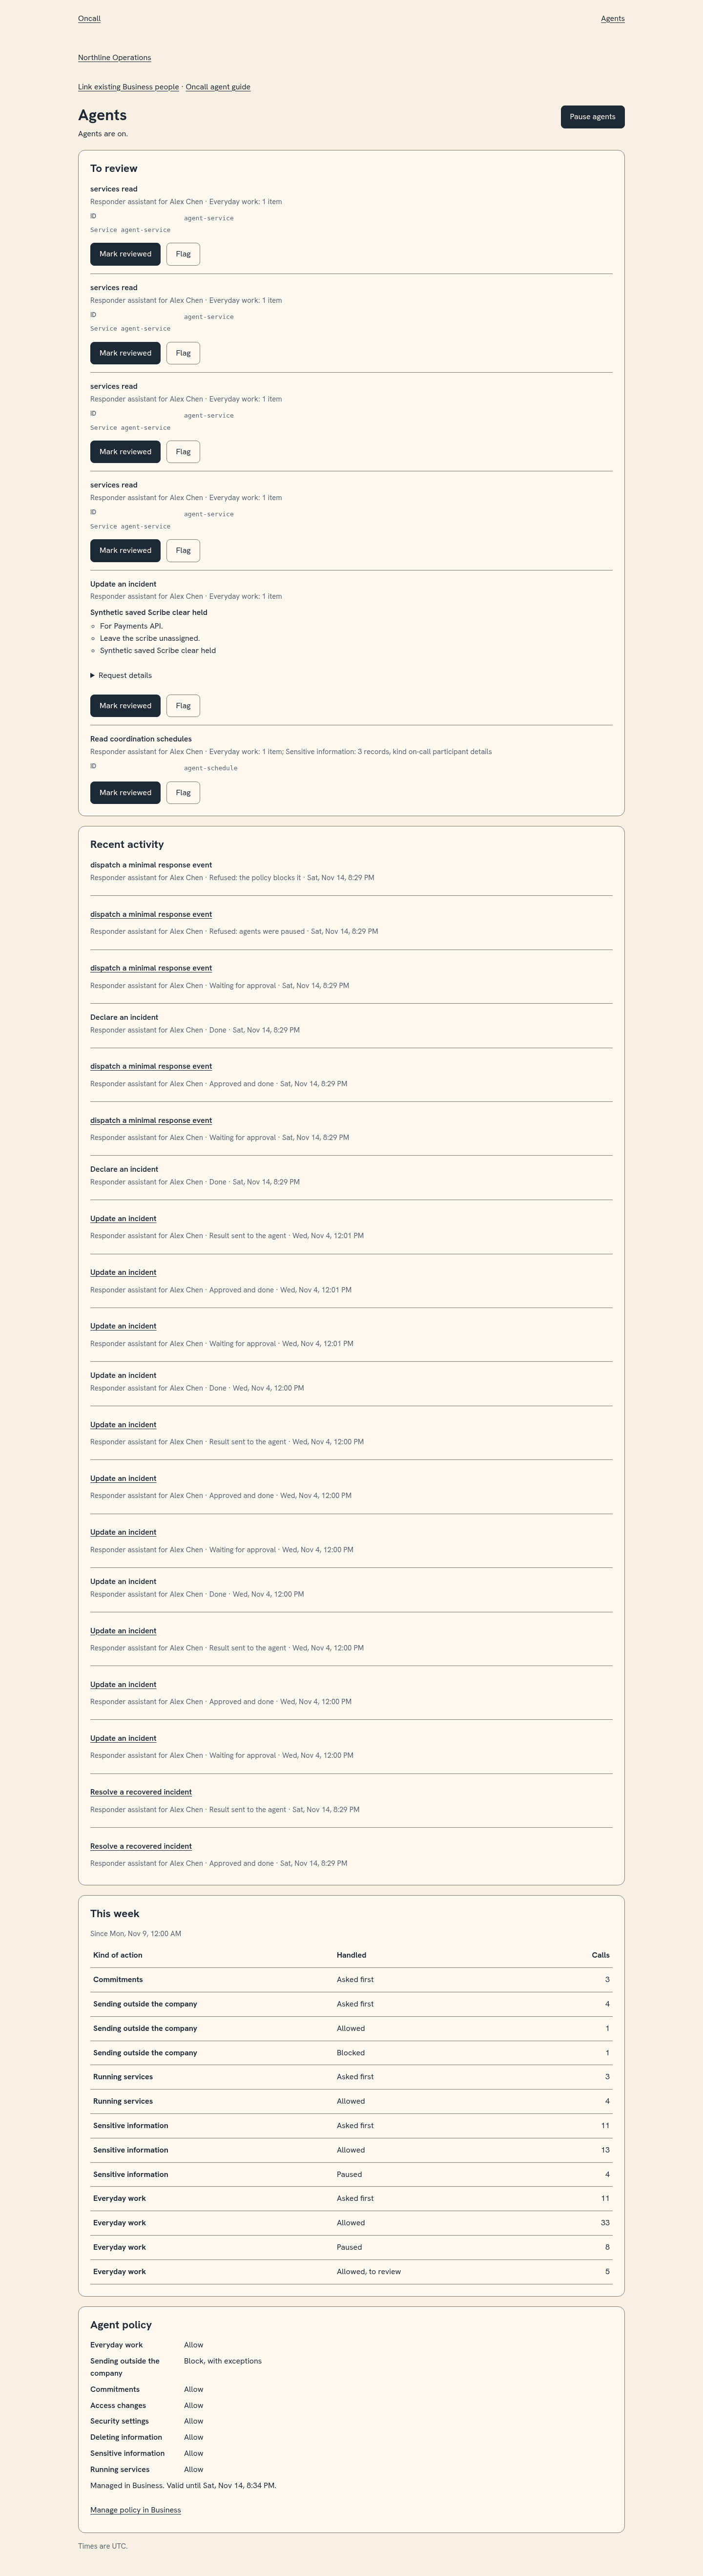 Oncall
Agents
Northline Operations
Link existing Business people · Oncall agent guide
Agents
Pause agents
Agents are on.
To review
services read
Responder assistant for Alex Chen · Everyday work: 1 item
ID
agent-service
Service agent-service
Mark reviewed
Flag
services read
Responder assistant for Alex Chen · Everyday work: 1 item
ID
agent-service
Service agent-service
Mark reviewed
Flag
services read
Responder assistant for Alex Chen · Everyday work: 1 item
ID
agent-service
Service agent-service
Mark reviewed
Flag
services read
Responder assistant for Alex Chen · Everyday work: 1 item
ID
agent-service
Service agent-service
Mark reviewed
Flag
Update an incident
Responder assistant for Alex Chen · Everyday work: 1 item
Synthetic saved Scribe clear held
For Payments API.
Leave the scribe unassigned.
Synthetic saved Scribe clear held
Request details
Mark reviewed
Flag
Read coordination schedules
Responder assistant for Alex Chen · Everyday work: 1 item; Sensitive information: 3 records, kind on-call participant details
ID
agent-schedule
Mark reviewed
Flag
Recent activity
dispatch a minimal response event
Responder assistant for Alex Chen · Refused: the policy blocks it · Sat, Nov 14, 8:29 PM
dispatch a minimal response event
Responder assistant for Alex Chen · Refused: agents were paused · Sat, Nov 14, 8:29 PM
dispatch a minimal response event
Responder assistant for Alex Chen · Waiting for approval · Sat, Nov 14, 8:29 PM
Declare an incident
Responder assistant for Alex Chen · Done · Sat, Nov 14, 8:29 PM
dispatch a minimal response event
Responder assistant for Alex Chen · Approved and done · Sat, Nov 14, 8:29 PM
dispatch a minimal response event
Responder assistant for Alex Chen · Waiting for approval · Sat, Nov 14, 8:29 PM
Declare an incident
Responder assistant for Alex Chen · Done · Sat, Nov 14, 8:29 PM
Update an incident
Responder assistant for Alex Chen · Result sent to the agent · Wed, Nov 4, 12:01 PM
Update an incident
Responder assistant for Alex Chen · Approved and done · Wed, Nov 4, 12:01 PM
Update an incident
Responder assistant for Alex Chen · Waiting for approval · Wed, Nov 4, 12:01 PM
Update an incident
Responder assistant for Alex Chen · Done · Wed, Nov 4, 12:00 PM
Update an incident
Responder assistant for Alex Chen · Result sent to the agent · Wed, Nov 4, 12:00 PM
Update an incident
Responder assistant for Alex Chen · Approved and done · Wed, Nov 4, 12:00 PM
Update an incident
Responder assistant for Alex Chen · Waiting for approval · Wed, Nov 4, 12:00 PM
Update an incident
Responder assistant for Alex Chen · Done · Wed, Nov 4, 12:00 PM
Update an incident
Responder assistant for Alex Chen · Result sent to the agent · Wed, Nov 4, 12:00 PM
Update an incident
Responder assistant for Alex Chen · Approved and done · Wed, Nov 4, 12:00 PM
Update an incident
Responder assistant for Alex Chen · Waiting for approval · Wed, Nov 4, 12:00 PM
Resolve a recovered incident
Responder assistant for Alex Chen · Result sent to the agent · Sat, Nov 14, 8:29 PM
Resolve a recovered incident
Responder assistant for Alex Chen · Approved and done · Sat, Nov 14, 8:29 PM
This week
Since Mon, Nov 9, 12:00 AM
Kind of action Handled Calls
Commitments Asked first 3
Sending outside the company Asked first 4
Sending outside the company Allowed 1
Sending outside the company Blocked 1
Running services Asked first 3
Running services Allowed 4
Sensitive information Asked first 11
Sensitive information Allowed 13
Sensitive information Paused 4
Everyday work Asked first 11
Everyday work Allowed 33
Everyday work Paused 8
Everyday work Allowed, to review 5
Agent policy
Everyday work Allow
Sending outside the company Block, with exceptions
Commitments Allow
Access changes Allow
Security settings Allow
Deleting information Allow
Sensitive information Allow
Running services Allow
Managed in Business. Valid until Sat, Nov 14, 8:34 PM.
Manage policy in Business
Times are UTC.